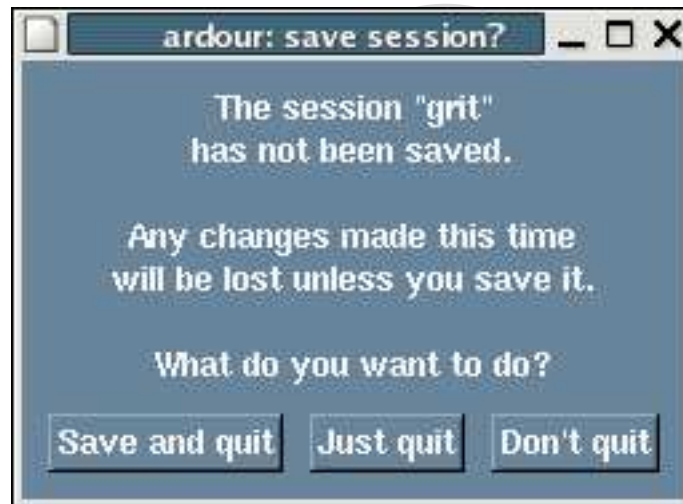 ardour: save session?
The session "grit"
has not been saved.
Any changes made this time
will be lost unless you save it.
What do you want to do?
Save and quit Just quit Don't quit